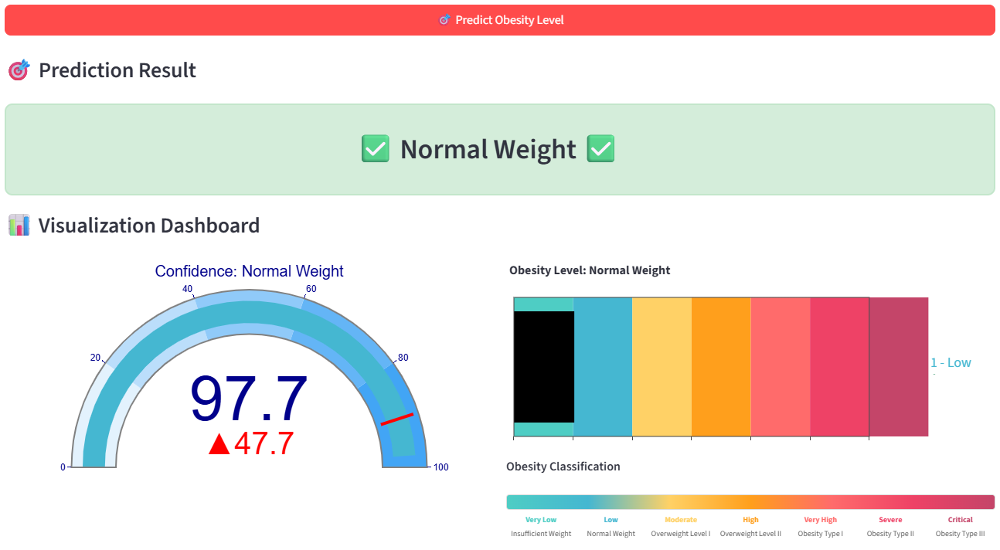 🎯 Predict Obesity Level
🎯 Prediction Result
✅ Normal Weight ✅
📊 Visualization Dashboard
Confidence: Normal Weight
0
20
40
60
80
100
97.7
▲47.7
Obesity Level: Normal Weight
1 - Low
Obesity Classification
Very Low Low Moderate High Very High Severe Critical
Insufficient Weight Normal Weight Overweight Level I Overweight Level II Obesity Type I Obesity Type II Obesity Type III